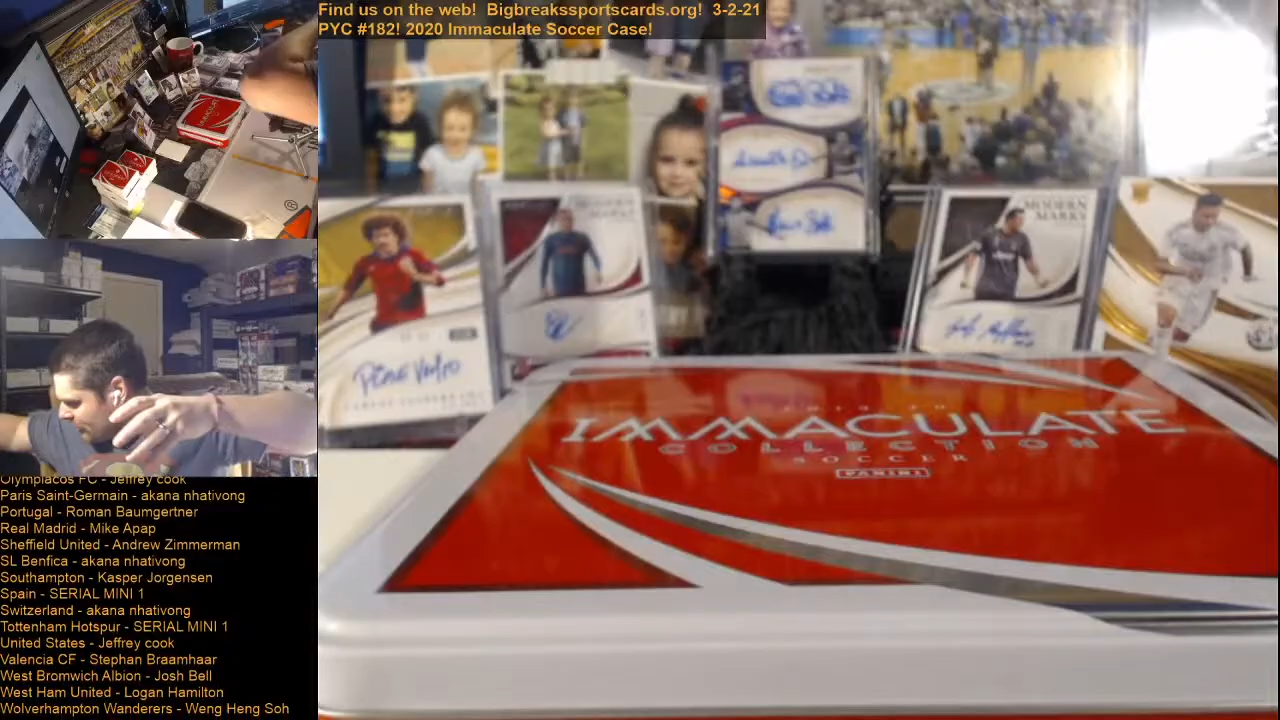 Find us on the web!  Bigbreakssportscards.org!  3-2-21
PYC #182! 2020 Immaculate Soccer Case!
MODERN
MARKS
IMMACULATE
COLLECTION
SOCCER
PANINI
Olympiacos FC - Jeffrey cook
Paris Saint-Germain - akana nhativong
Portugal - Roman Baumgertner
Real Madrid - Mike Apap
Sheffield United - Andrew Zimmerman
SL Benfica - akana nhativong
Southampton - Kasper Jorgensen
Spain - SERIAL MINI 1
Switzerland - akana nhativong
Tottenham Hotspur - SERIAL MINI 1
United States - Jeffrey cook
Valencia CF - Stephan Braamhaar
West Bromwich Albion - Josh Bell
West Ham United - Logan Hamilton
Wolverhampton Wanderers - Weng Heng Soh